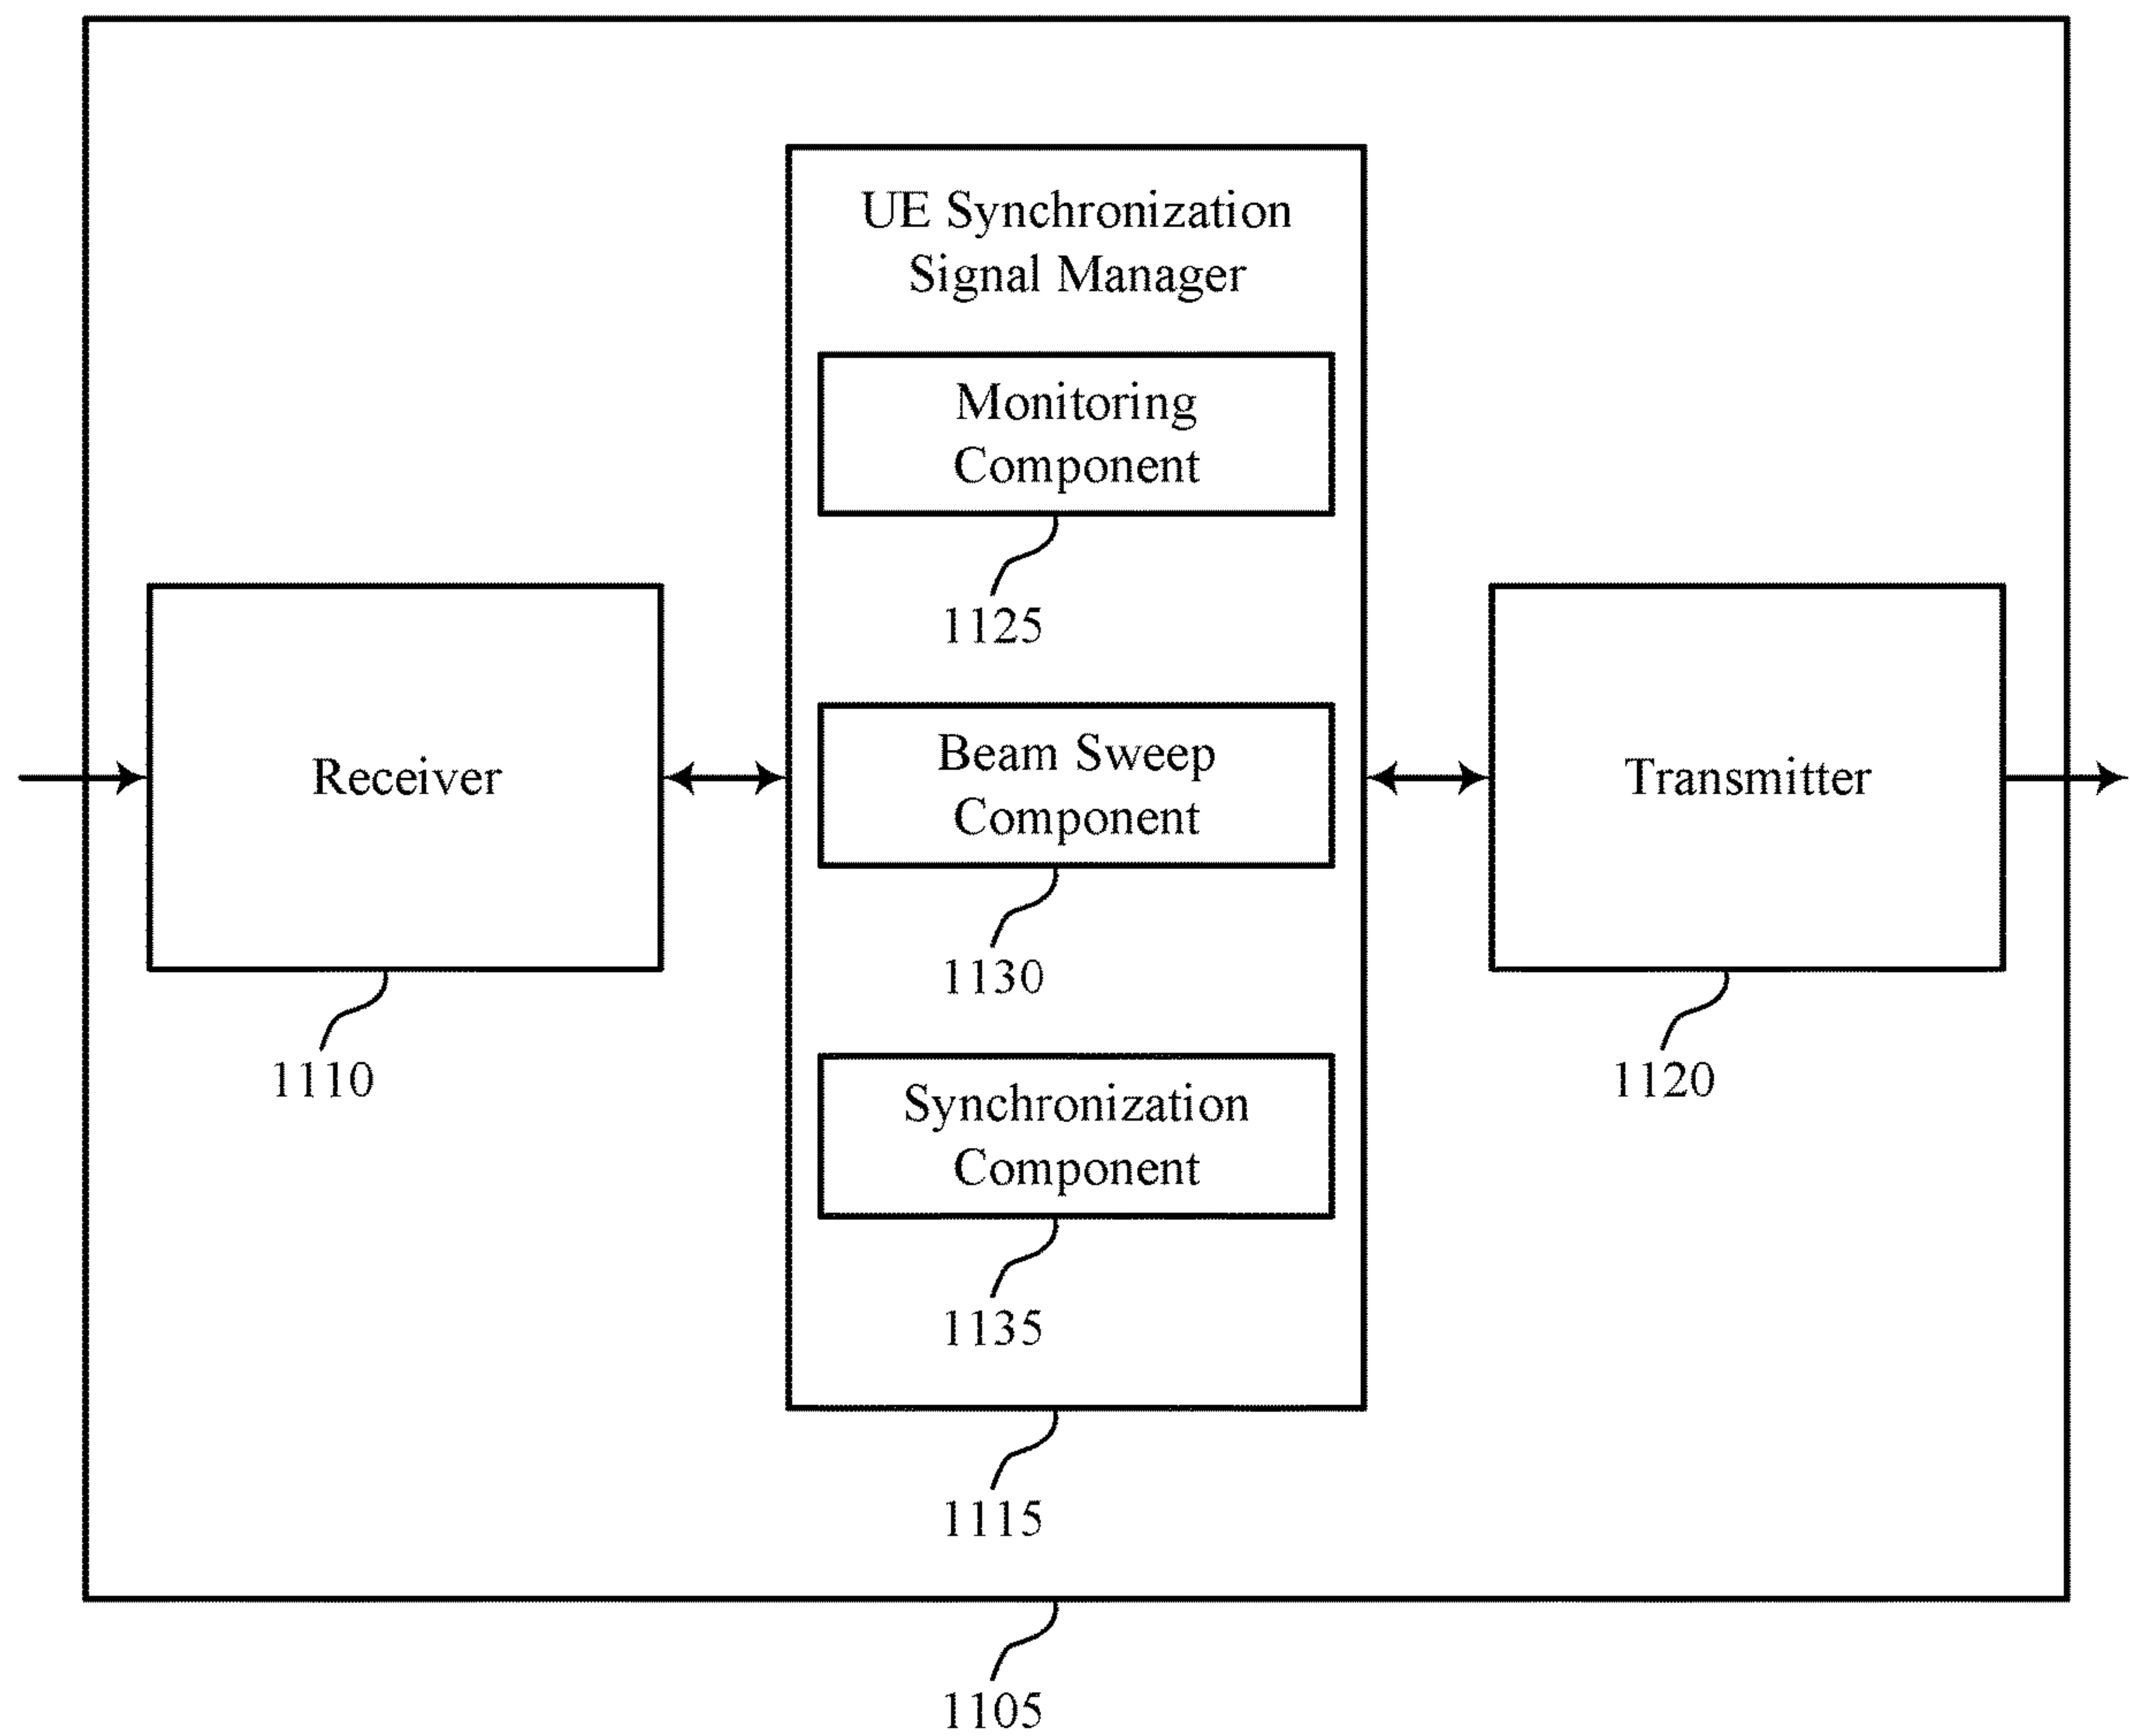 UE Synchronization
Signal Manager
Monitoring
Component
1125
Receiver
1110
Beam Sweep
Component
1130
Transmitter
1120
Synchronization
Component
1135
1115
1105